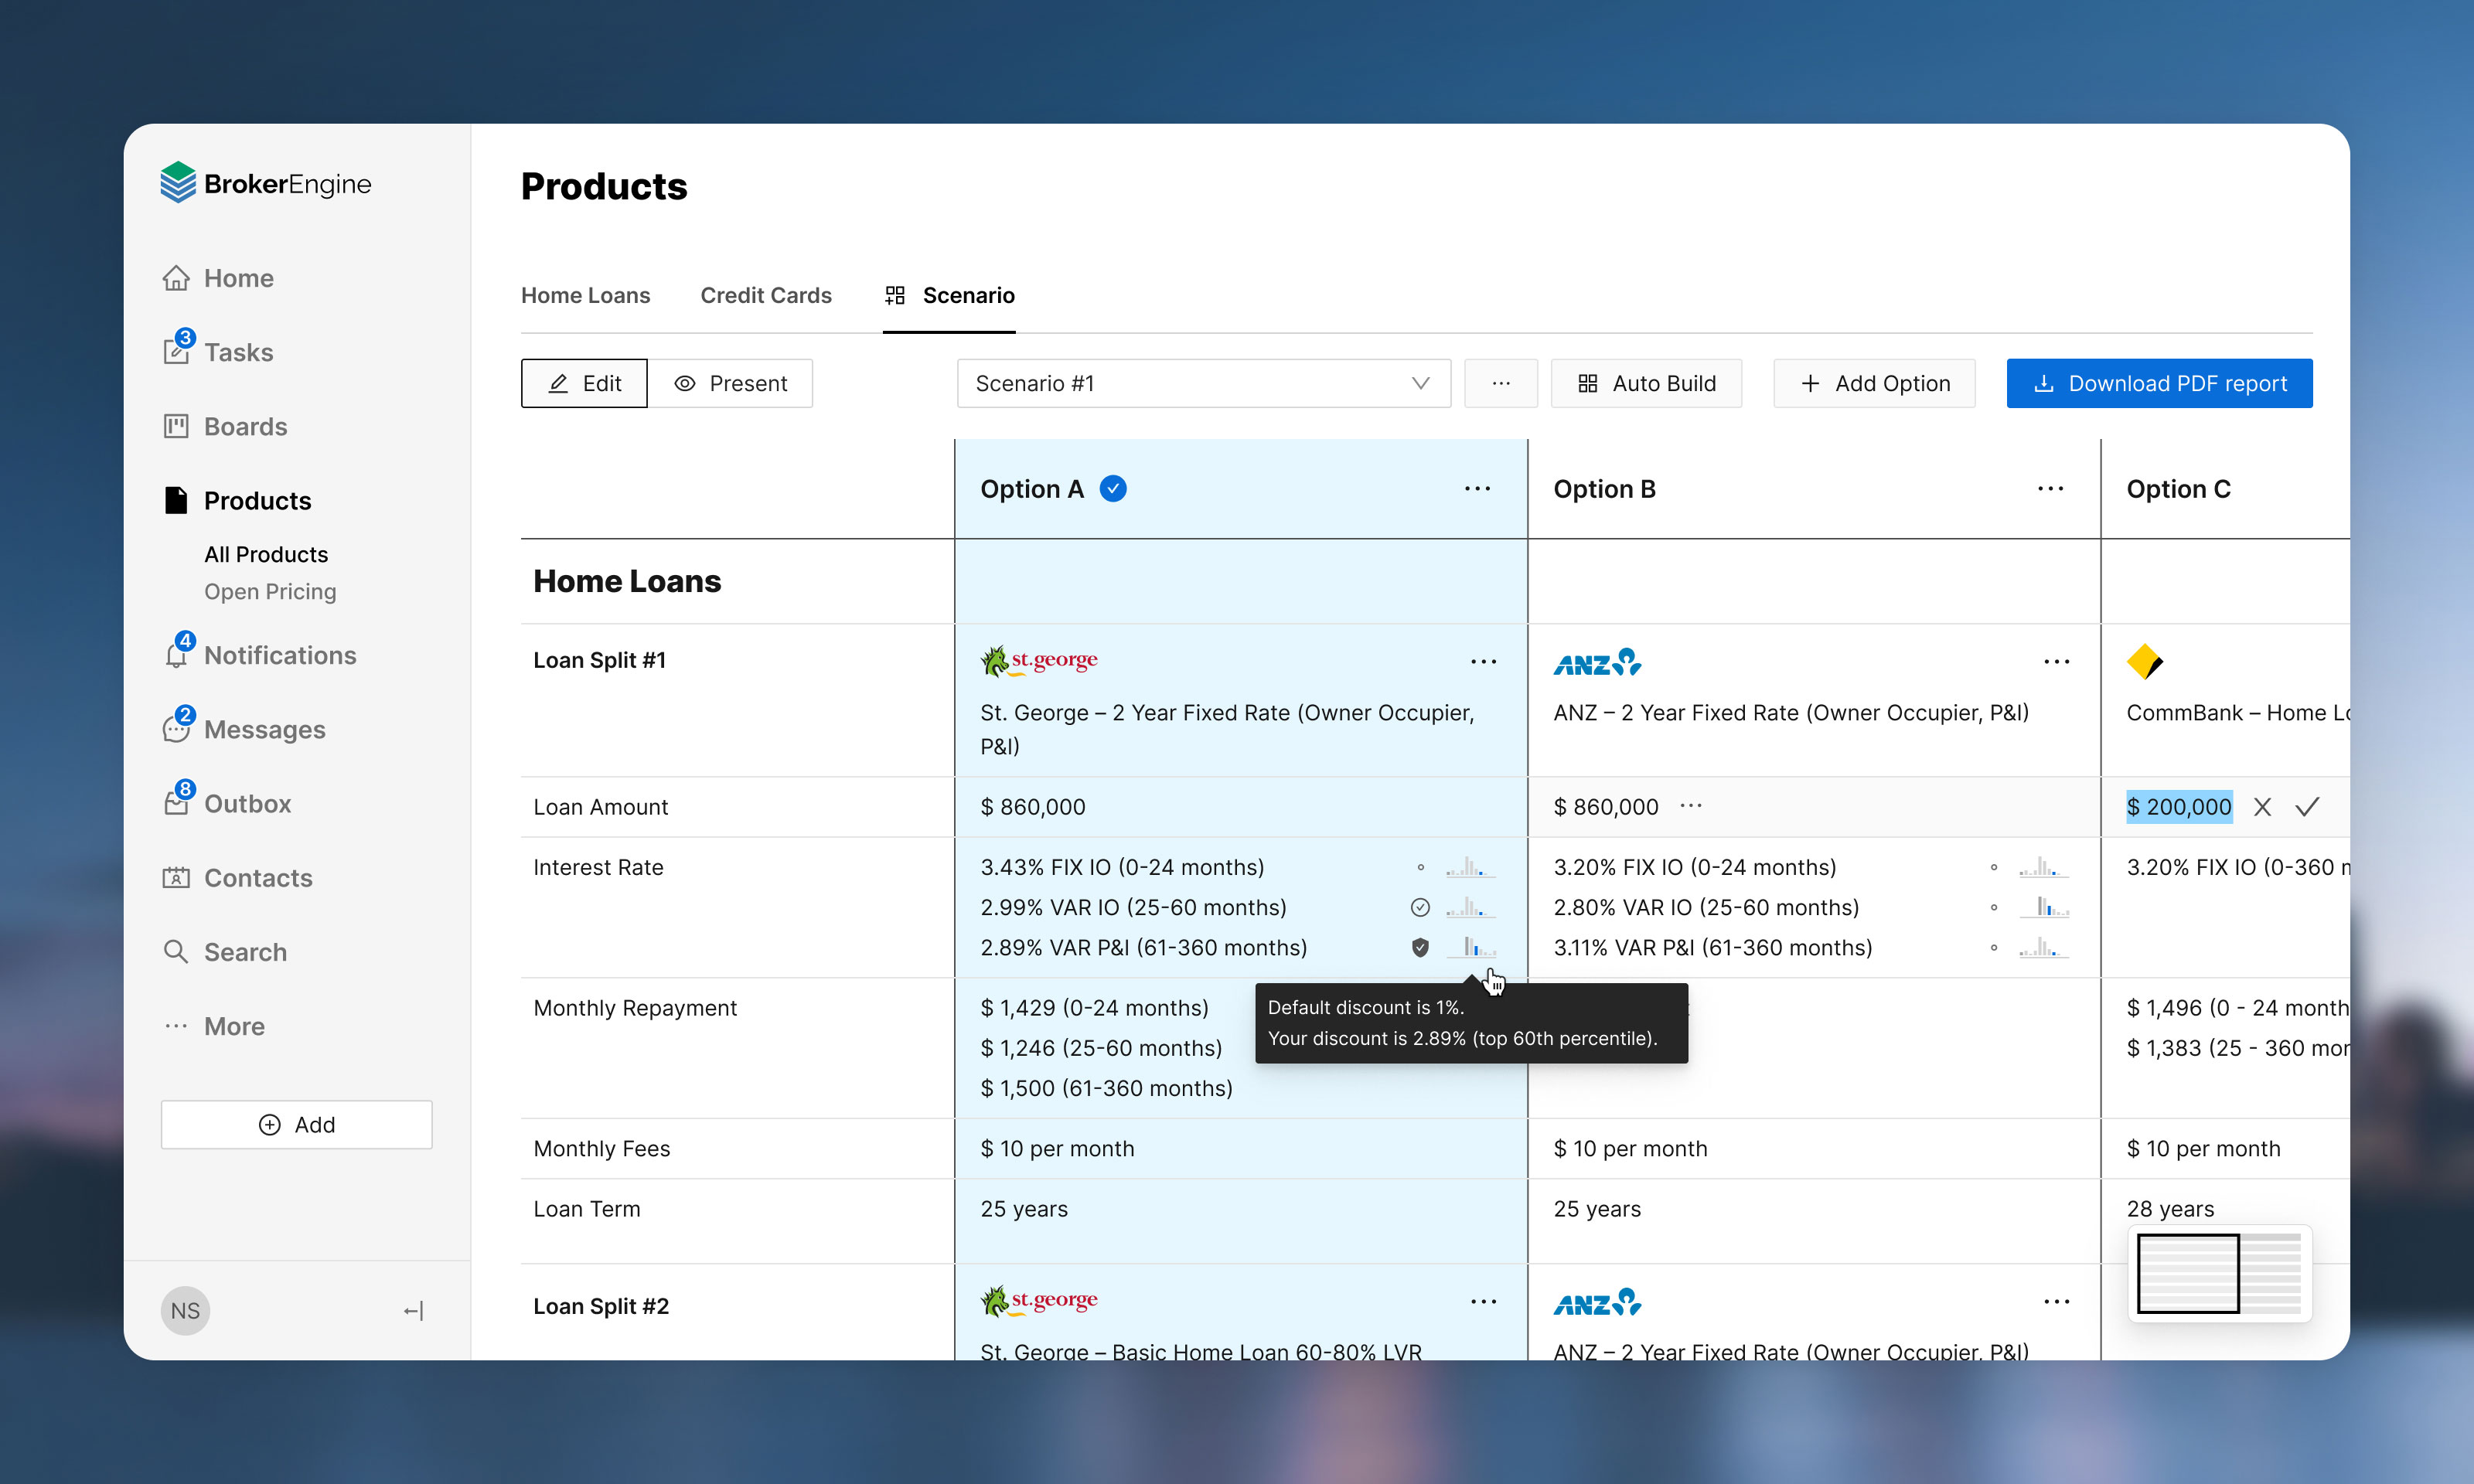 BrokerEngine
Home
3
Tasks
Boards
Products
All Products
Open Pricing
4
Notifications
2
Messages
8
Outbox
Contacts
Search
More
Add
NS
Products
Home Loans
Credit Cards
Scenario
Edit
Present
Scenario #1
Auto Build
Add Option
Download PDF report
Option A
Option B
Option C
Home Loans
Loan Split #1
st.george
St. George – 2 Year Fixed Rate (Owner Occupier,
P&I)
ANZ
ANZ – 2 Year Fixed Rate (Owner Occupier, P&I)
CommBank – Home
Loan Amount
$ 860,000
$ 860,000
$ 200,000
Interest Rate
3.43% FIX IO (0-24 months)
2.99% VAR IO (25-60 months)
2.89% VAR P&I (61-360 months)
3.20% FIX IO (0-24 months)
2.80% VAR IO (25-60 months)
3.11% VAR P&I (61-360 months)
3.20% FIX IO (0-360
Default discount is 1%.
Your discount is 2.89% (top 60th percentile).
Monthly Repayment
$ 1,429 (0-24 months)
$ 1,246 (25-60 months)
$ 1,500 (61-360 months)
$ 1,496 (0 - 24 month
$ 1,383 (25 - 360
Monthly Fees
$ 10 per month
$ 10 per month
$ 10 per month
Loan Term
25 years
25 years
28 years
Loan Split #2
st.george
St. George – Basic Home Loan 60-80% LVR
ANZ
ANZ – 2 Year Fixed Rate (Owner Occupier, P&I)